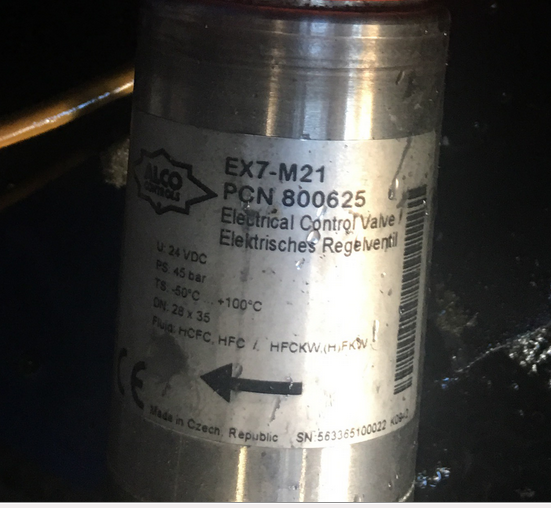 ALCO
CONTROLS
EX7-M21
PCN 800625
Electrical Control Valve
Elektrisches Regelventil
U: 24 VDC
PS: 45 bar
TS: -50°C +100°C
DN: 28 x 35
Fluid: HCFC, HFC / HFCKW,(H)FKW
CE
Made in Czech Republic SN:563365100022